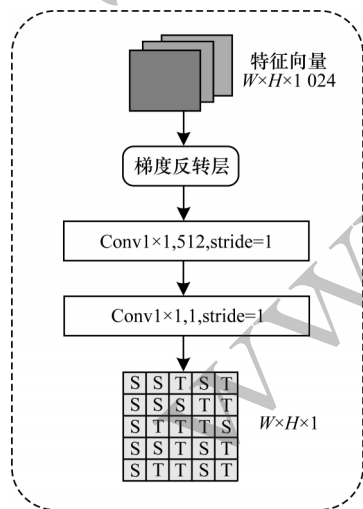 特征向量
W×H×1 024
梯度反转层
Conv1×1,512,stride=1
Conv1×1,1,stride=1
S S T S T
S S S T T
S T T T S
S S T S T
S T T S T
W×H×1